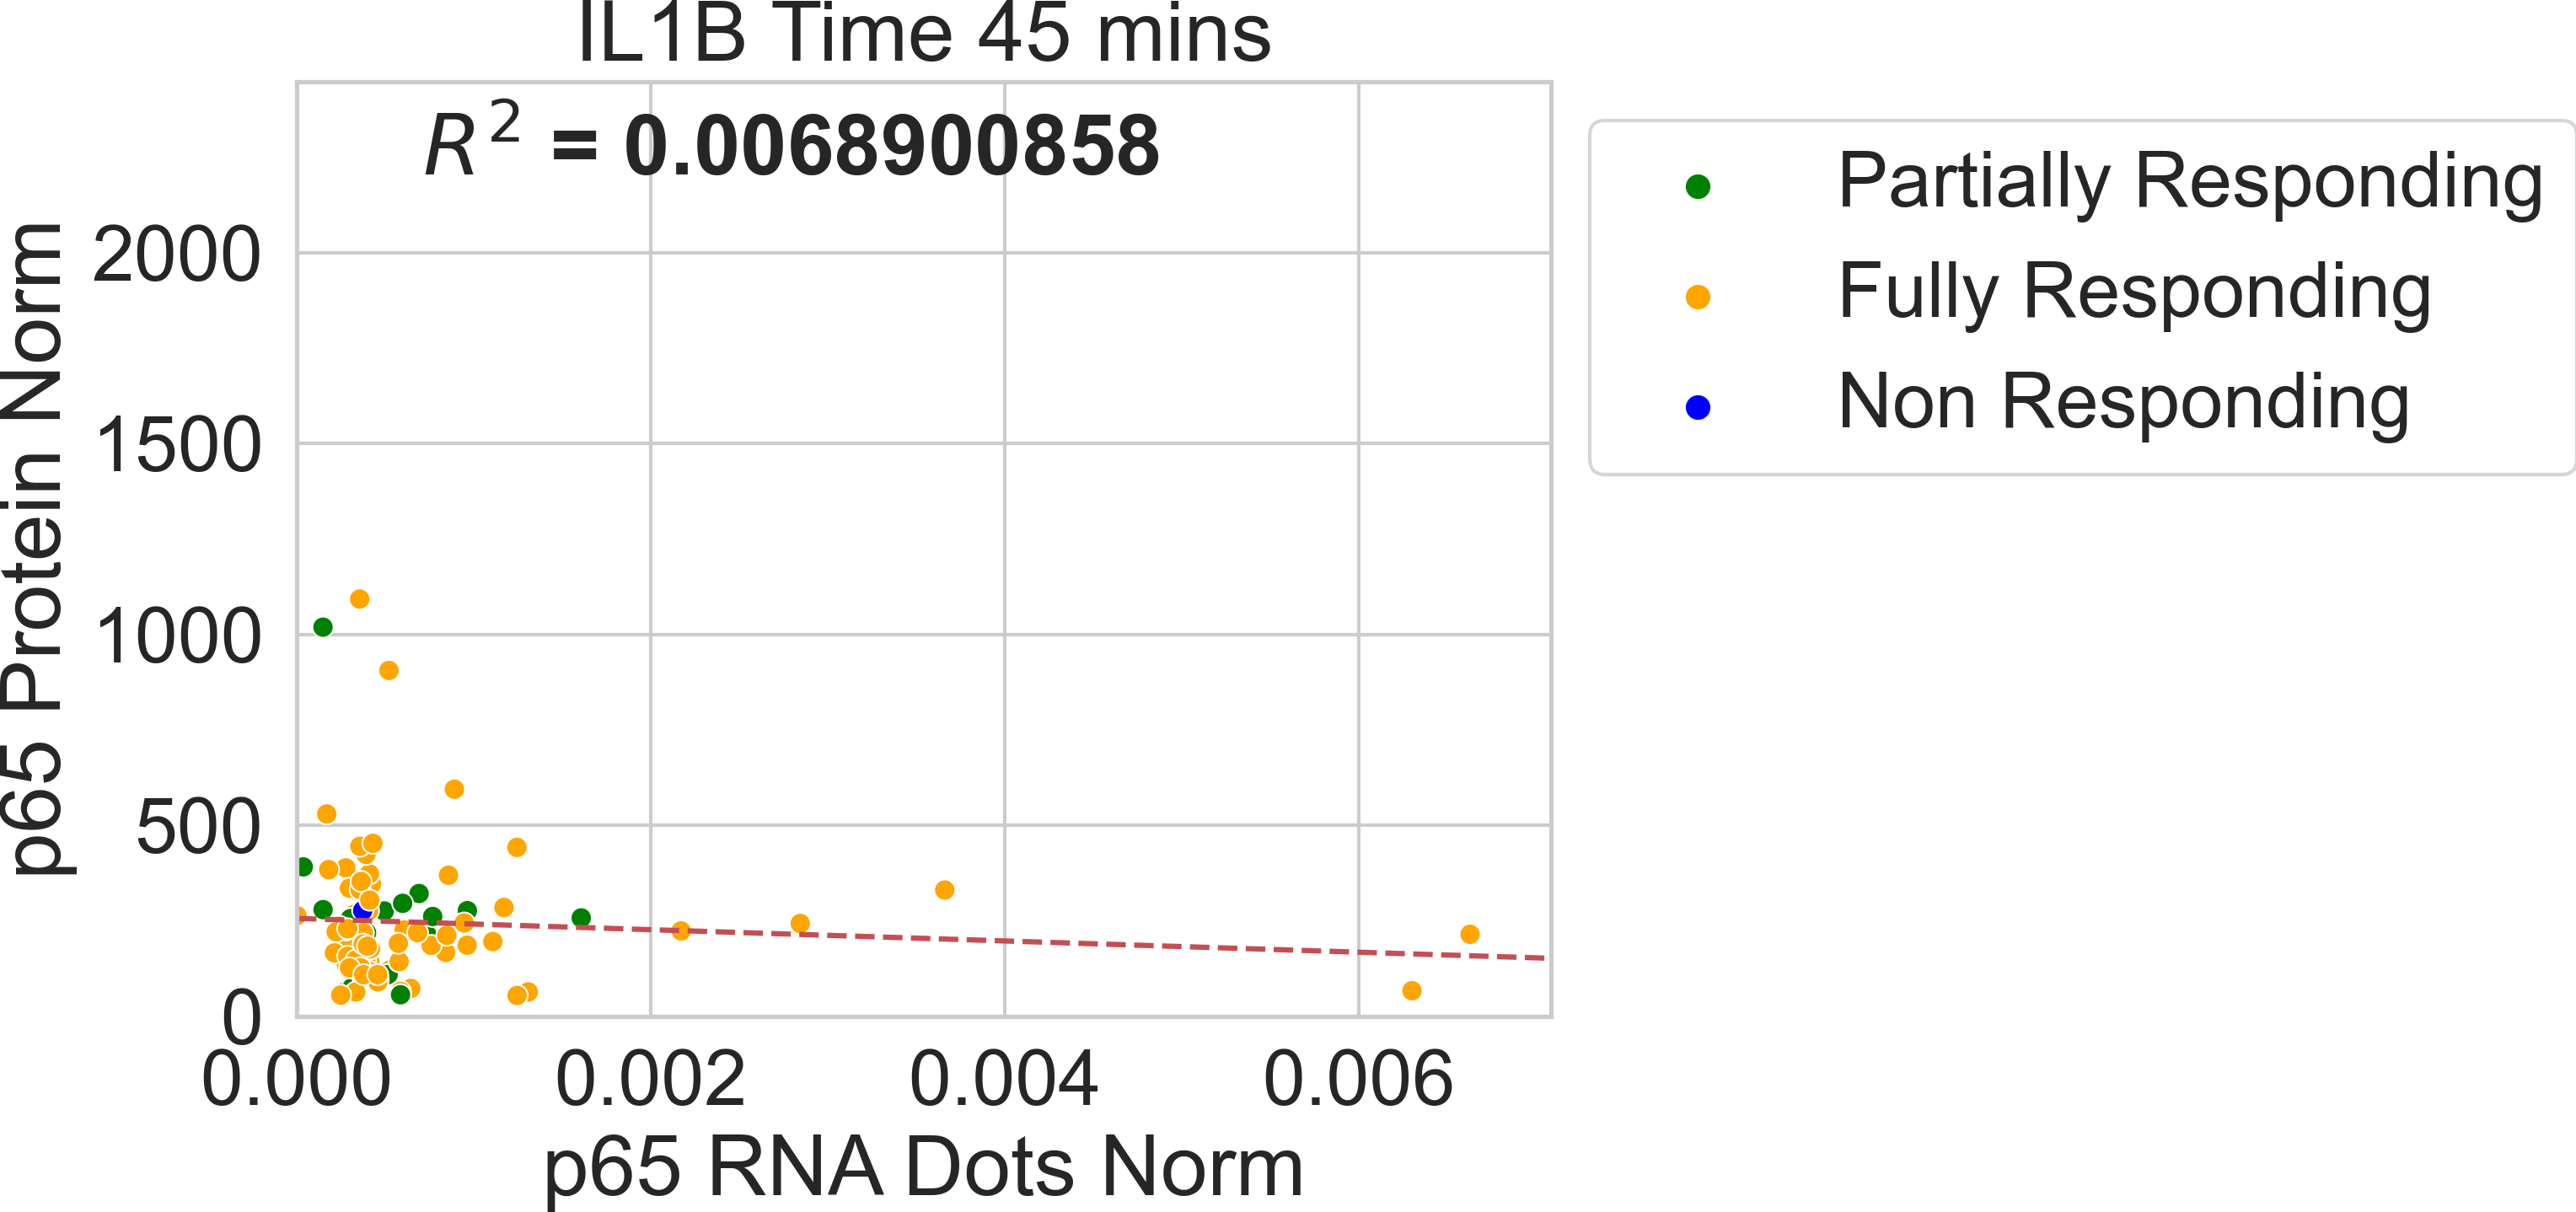 IL1B Time 45 mins
R² = 0.0068900858
p65 Protein Norm
2000
1500
1000
500
0
0.000 0.002 0.004 0.006
p65 RNA Dots Norm
Partially Responding
Fully Responding
Non Responding